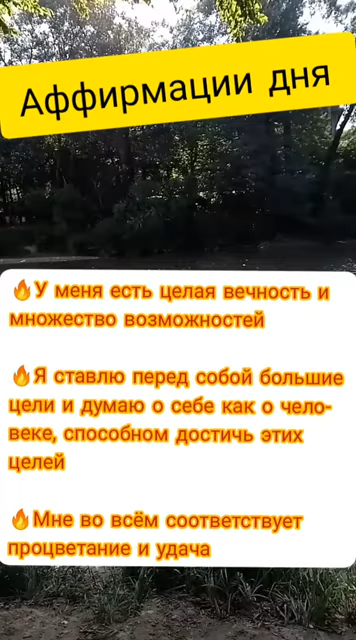 Аффирмации дня
🔥У меня есть целая вечность и
множество возможностей
🔥Я ставлю перед собой большие
цели и думаю о себе как о чело-
веке, способном достичь этих
целей
🔥Мне во всём соответствует
процветание и удача